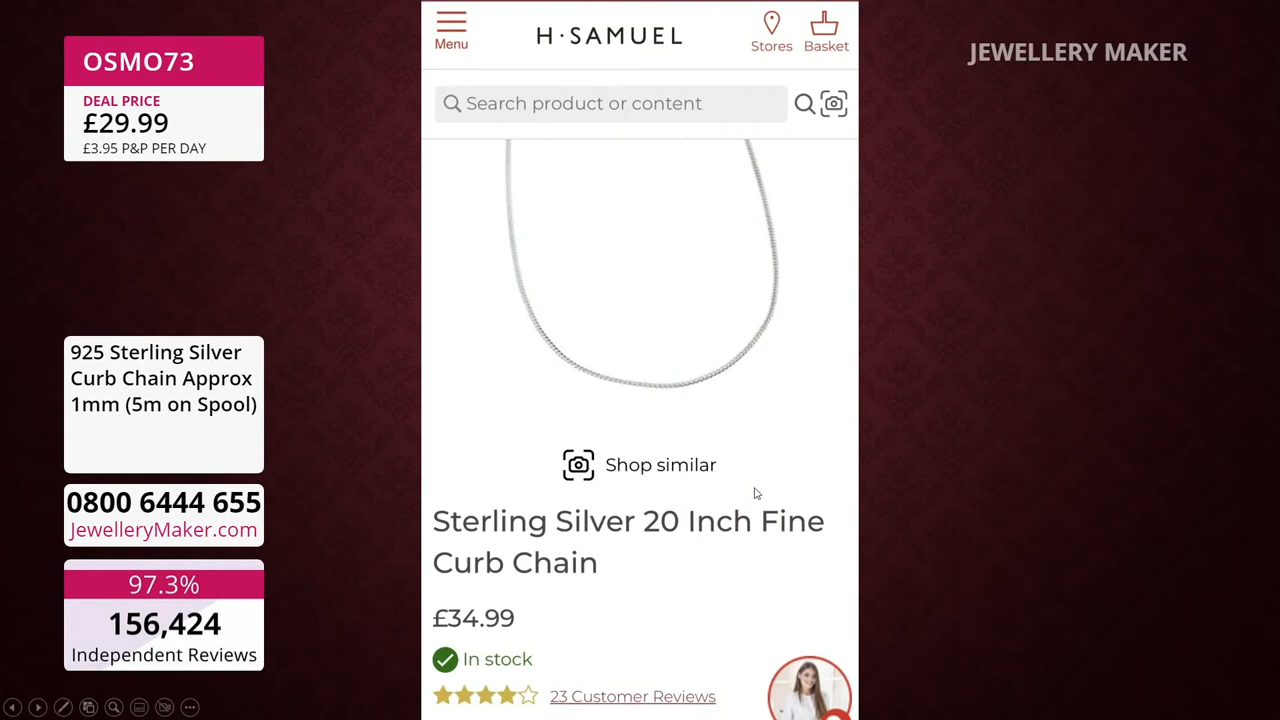 OSMO73
DEAL PRICE
£29.99
£3.95 P&P PER DAY
925 Sterling Silver
Curb Chain Approx
1mm (5m on Spool)
0800 6444 655
JewelleryMaker.com
97.3%
156,424
Independent Reviews
Menu
H·SAMUEL
Stores
Basket
Search product or content
Shop similar
Sterling Silver 20 Inch Fine
Curb Chain
£34.99
In stock
23 Customer Reviews
JEWELLERY MAKER